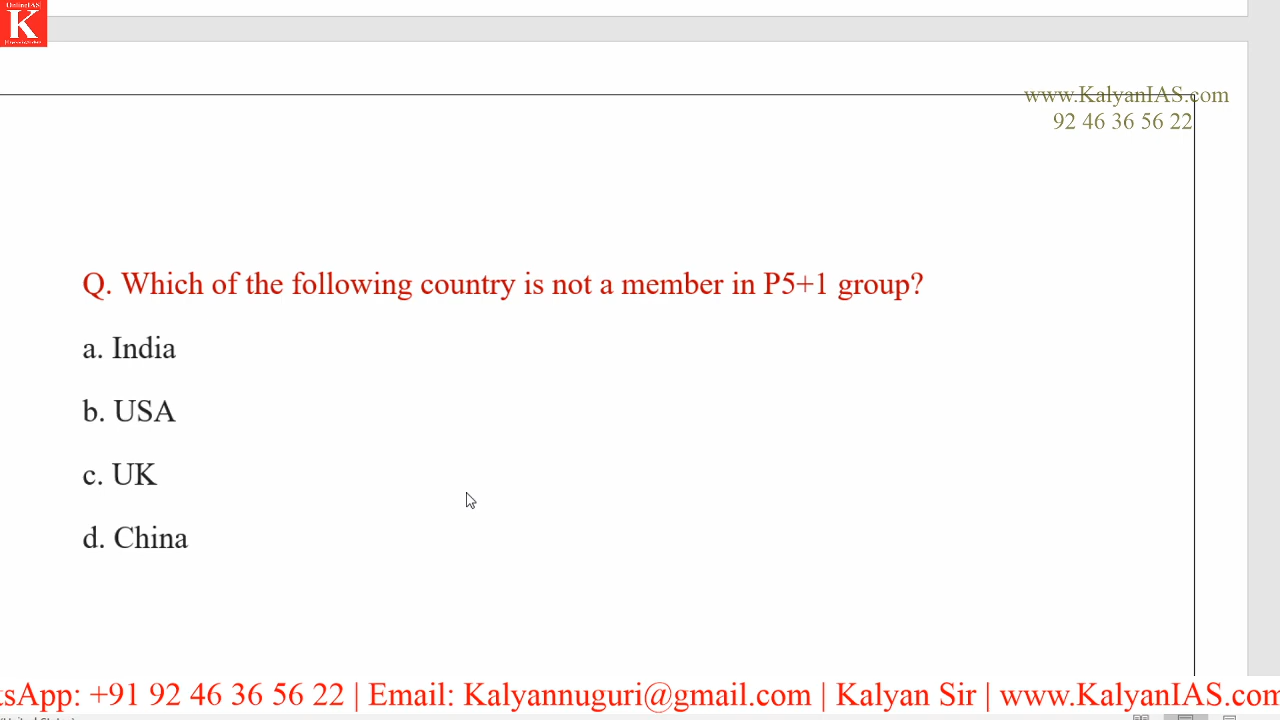 OnlineIAS
K
www.KalyanIAS.com
92 46 36 56 22
Q. Which of the following country is not a member in P5+1 group?
a. India
b. USA
c. UK
d. China
tsApp: +91 92 46 36 56 22 | Email: Kalyannuguri@gmail.com | Kalyan Sir | www.KalyanIAS.com